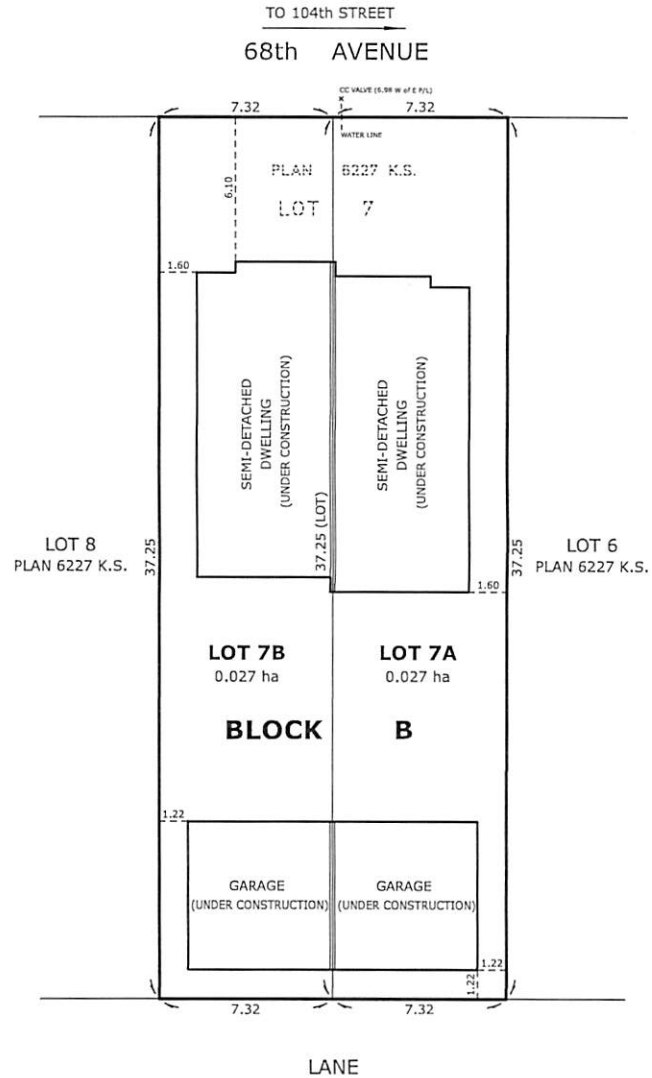 TO 104th STREET
68th AVENUE
CC VALVE (6.98 W of E P/L)
7.32 7.32
WATER LINE
PLAN 6227 K.S.
LOT 7
6.10
1.60
SEMI-DETACHED
DWELLING
(UNDER CONSTRUCTION)
SEMI-DETACHED
DWELLING
(UNDER CONSTRUCTION)
37.25 (LOT)
LOT 8
PLAN 6227 K.S.
37.25
37.25
LOT 6
PLAN 6227 K.S.
1.60
LOT 7B
0.027 ha
LOT 7A
0.027 ha
BLOCK B
1.22
GARAGE
(UNDER CONSTRUCTION)
GARAGE
(UNDER CONSTRUCTION)
1.22
1.22
7.32 7.32
LANE